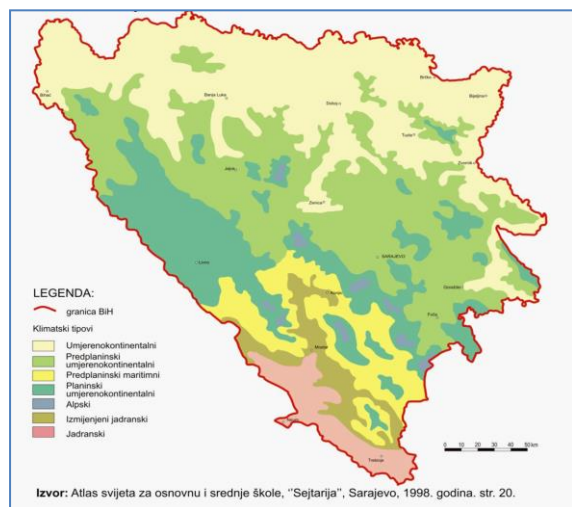 Bihać
Banja Luka
Doboj
Brčko
Bijeljina
Tuzla
Zvornik
Jajce
Zenica
Livno
SARAJEVO
Goražde
Konjic
Foča
Mostar
Trebinje
LEGENDA:
granica BiH
Klimatski tipovi
Umjerenokontinentalni
Predplaninski
umjerenokontinentalni
Predplaninski maritimni
Planinski
umjerenokontinentalni
Alpski
Izmijenjeni jadranski
Jadranski
0 10 20 30 40 50 km
Izvor: Atlas svijeta za osnovnu i srednje škole, ''Sejtarija'', Sarajevo, 1998. godina. str. 20.